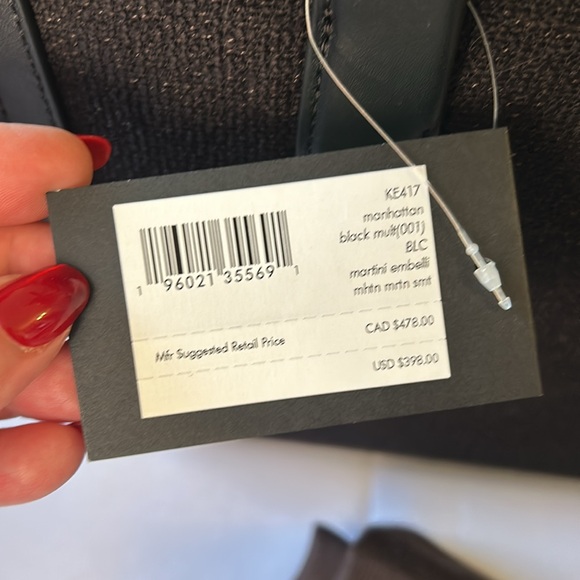 KE417
manhattan
black mult(001)
BLC
martini embelli
mhtn mrtn smt
1 96021 35569 1
CAD $478.00
Mfr Suggested Retail Price
USD $398.00